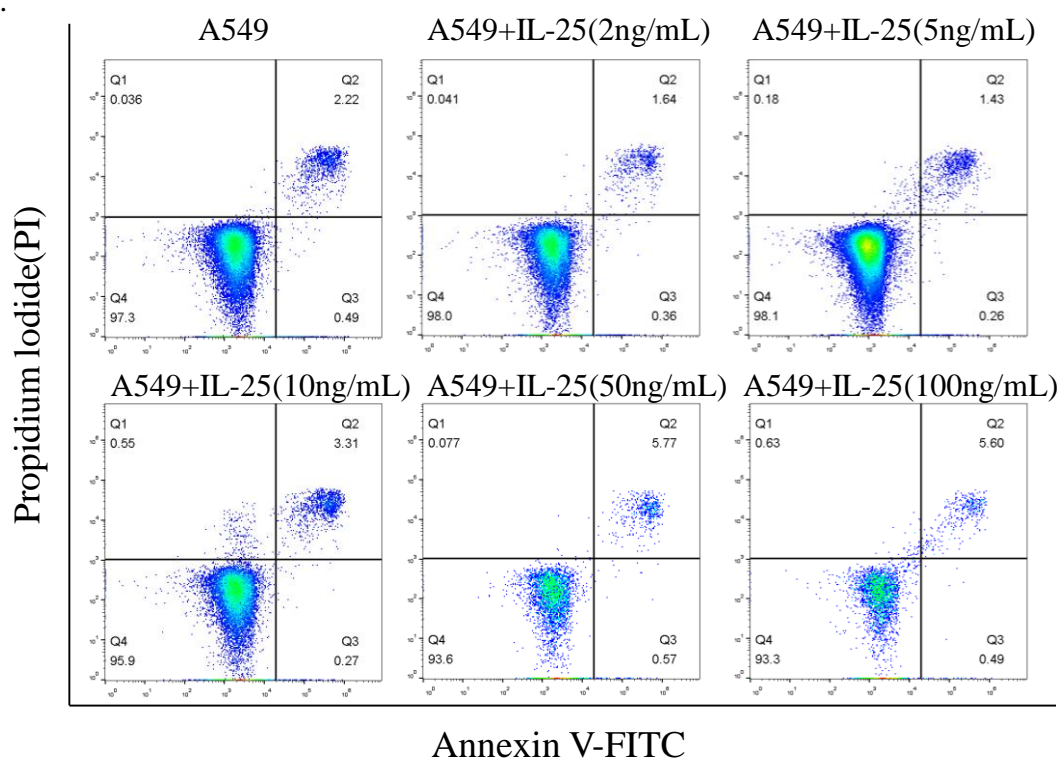 .
A549 A549+IL-25(2ng/mL) A549+IL-25(5ng/mL)
Q1 Q2 Q1 Q2 Q1 Q2
0.036 2.22 0.041 1.64 0.18 1.43
Q4 Q3 Q4 Q3 Q4 Q3
97.3 0.49 98.0 0.36 98.1 0.26
A549+IL-25(10ng/mL) A549+IL-25(50ng/mL) A549+IL-25(100ng/mL)
Q1 Q2 Q1 Q2 Q1 Q2
0.55 3.31 0.077 5.77 0.63 5.60
Q4 Q3 Q4 Q3 Q4 Q3
95.9 0.27 93.6 0.57 93.3 0.49
Propidium lodide(PI)
Annexin V-FITC